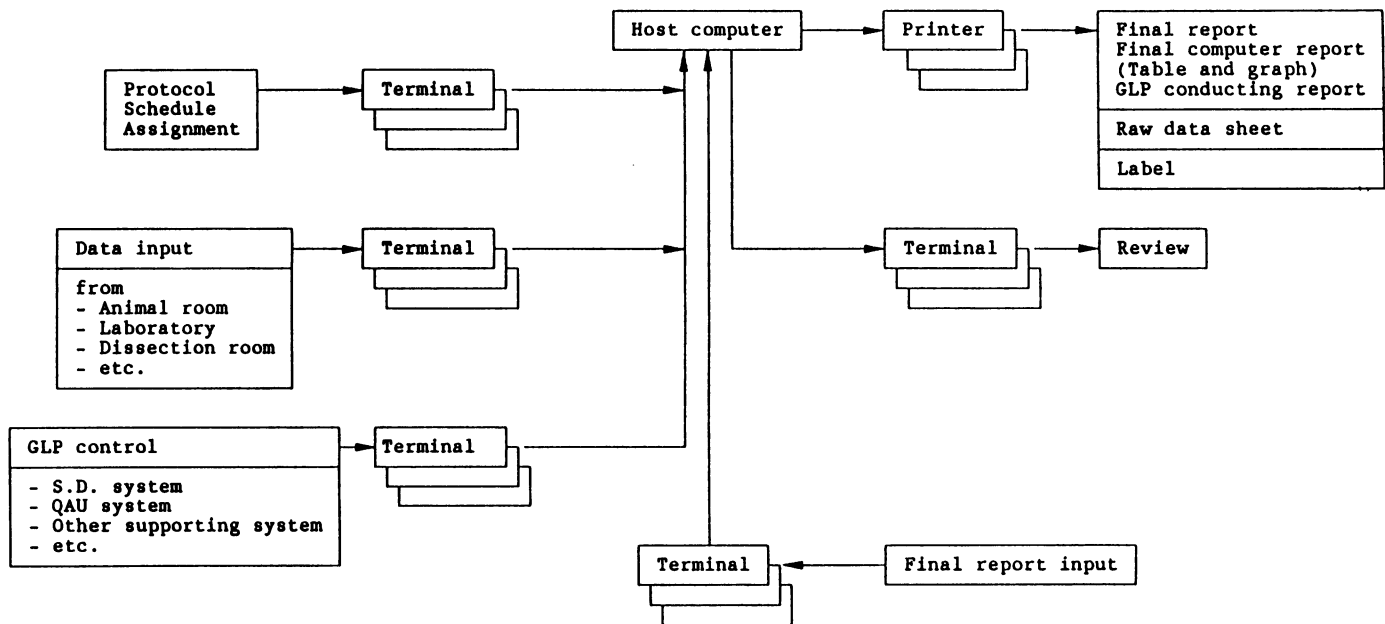 Host computer
Printer
Final report
Final computer report
(Table and graph)
GLP conducting report
Raw data sheet
Label
Protocol
Schedule
Assignment
Terminal
Data input
from
- Animal room
- Laboratory
- Dissection room
- etc.
Terminal
Terminal
Review
GLP control
- S.D. system
- QAU system
- Other supporting system
- etc.
Terminal
Terminal
Final report input